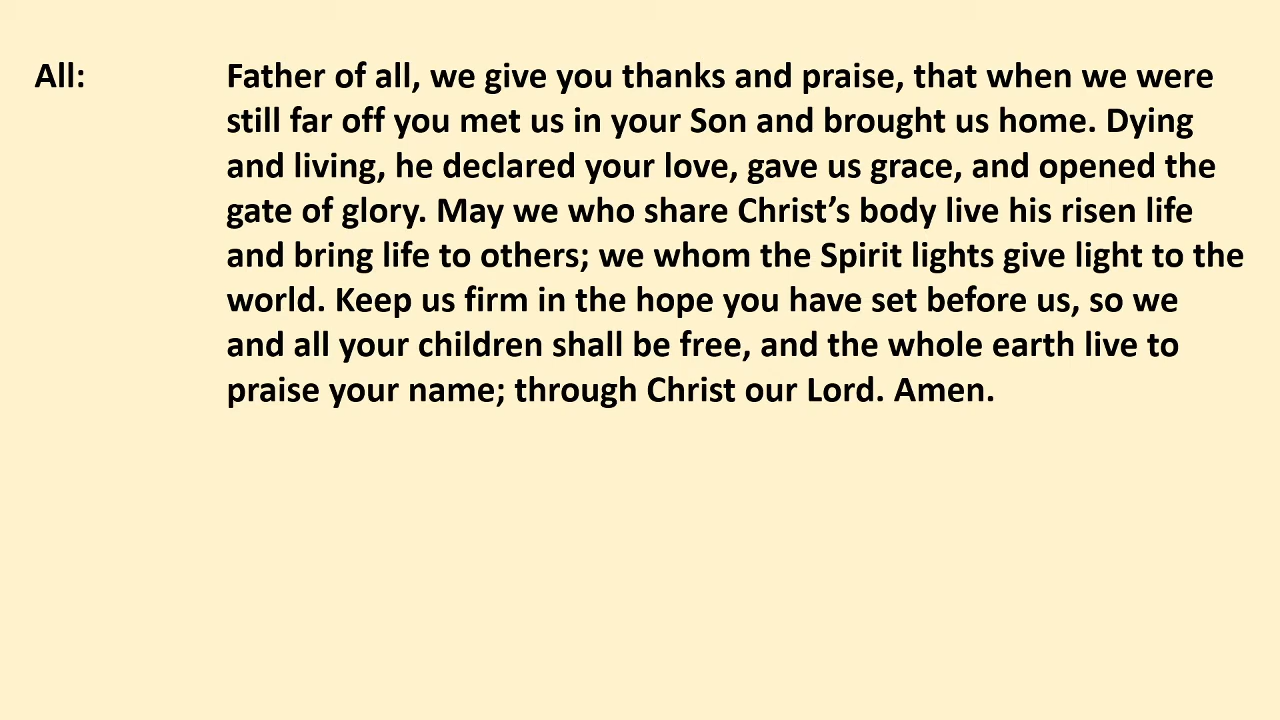 All: Father of all, we give you thanks and praise, that when we were
still far off you met us in your Son and brought us home. Dying
and living, he declared your love, gave us grace, and opened the
gate of glory. May we who share Christ’s body live his risen life
and bring life to others; we whom the Spirit lights give light to the
world. Keep us firm in the hope you have set before us, so we
and all your children shall be free, and the whole earth live to
praise your name; through Christ our Lord. Amen.